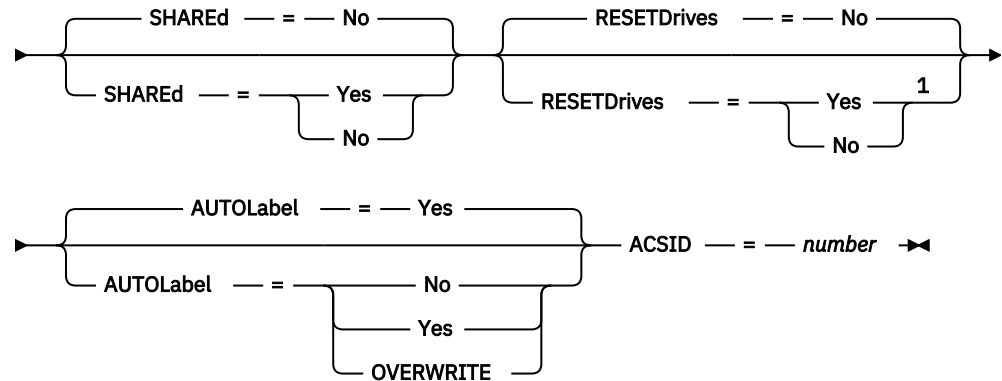 SHAREd = No RESETDrives = No
SHAREd = Yes RESETDrives = Yes 1
No No
AUTOLabel = Yes
ACSID = number
AUTOLabel = No
Yes
OVERWRITE